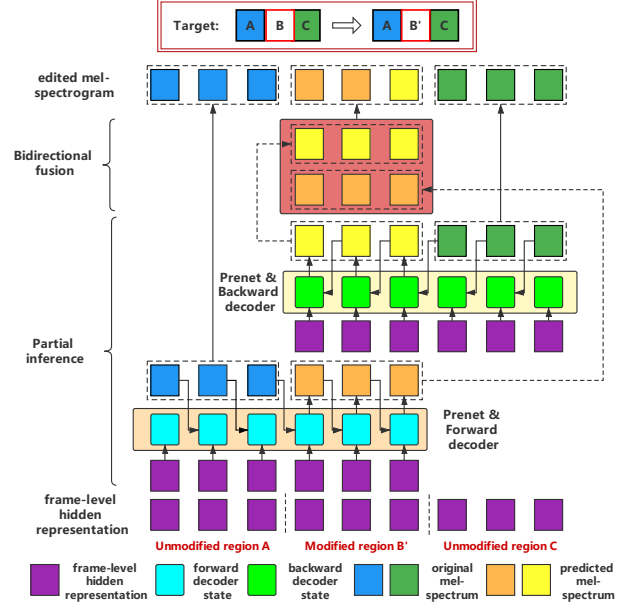 Target: A B C A B' C
edited mel-
spectrogram
Bidirectional
fusion
Prenet &
Backward
decoder
Partial
inference
Prenet &
Forward
decoder
frame-level
hidden
representation
Unmodified region A Modified region B' Unmodified region C
frame-level
hidden
representation
forward
decoder
state
backward
decoder
state
original
mel-
spectrum
predicted
mel-
spectrum